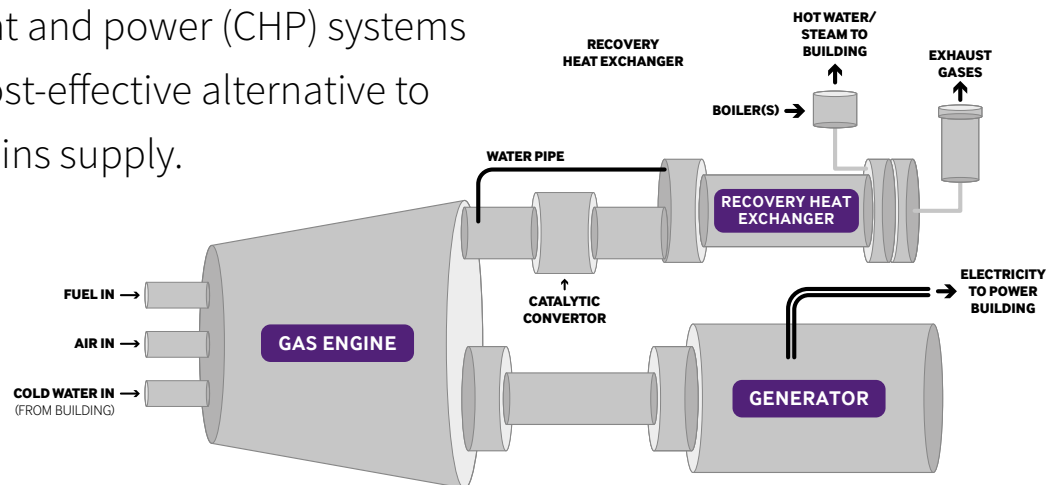 and power (CHP) systems
cost-effective alternative to
supply.
RECOVERY
HEAT EXCHANGER
HOT WATER/
STEAM TO
BUILDING
EXHAUST
GASES
BOILER(S)
WATER PIPE
RECOVERY HEAT
EXCHANGER
FUEL IN
CATALYTIC
CONVERTOR
ELECTRICITY
TO POWER
BUILDING
AIR IN
GAS ENGINE
COLD WATER IN
(FROM BUILDING)
GENERATOR